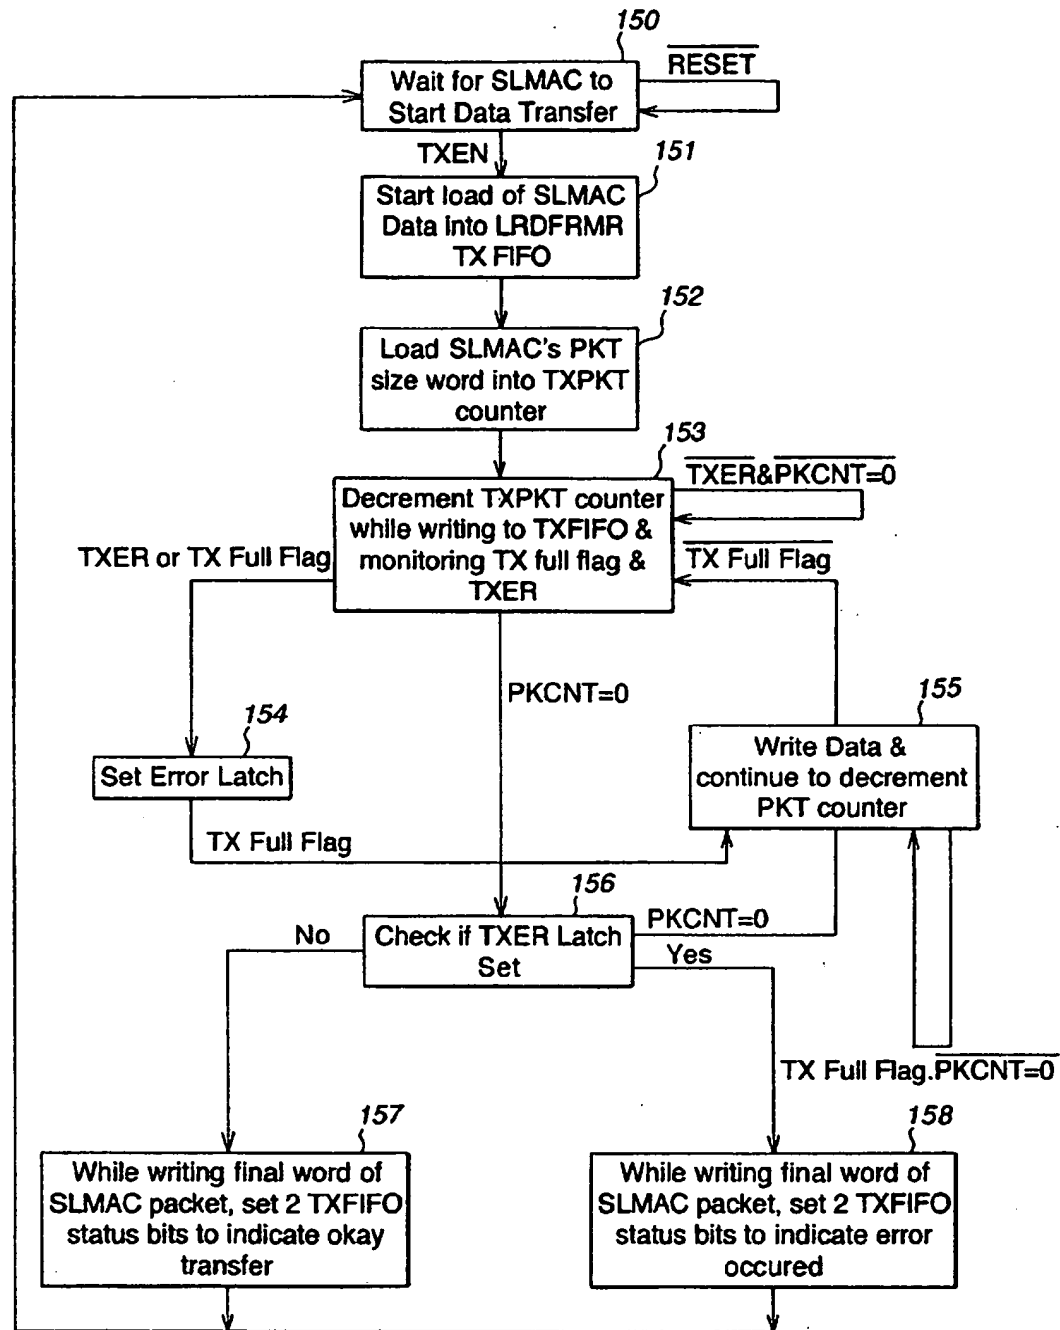 150
RESET
Wait for SLMAC to
Start Data Transfer
TXEN
151
Start load of SLMAC
Data into LRDFRMR
TX FIFO
152
Load SLMAC's PKT
size word into TXPKT
counter
153
TXER&PKCNT=0
Decrement TXPKT counter
while writing to TXFIFO &
monitoring TX full flag &
TXER
TXER or TX Full Flag
TX Full Flag
PKCNT=0
154
Set Error Latch
155
Write Data &
continue to decrement
PKT counter
TX Full Flag
156
Check if TXER Latch
Set
No
PKCNT=0
Yes
TX Full Flag.PKCNT=0
157
While writing final word of
SLMAC packet, set 2 TXFIFO
status bits to indicate okay
transfer
158
While writing final word of
SLMAC packet, set 2 TXFIFO
status bits to indicate error
occured